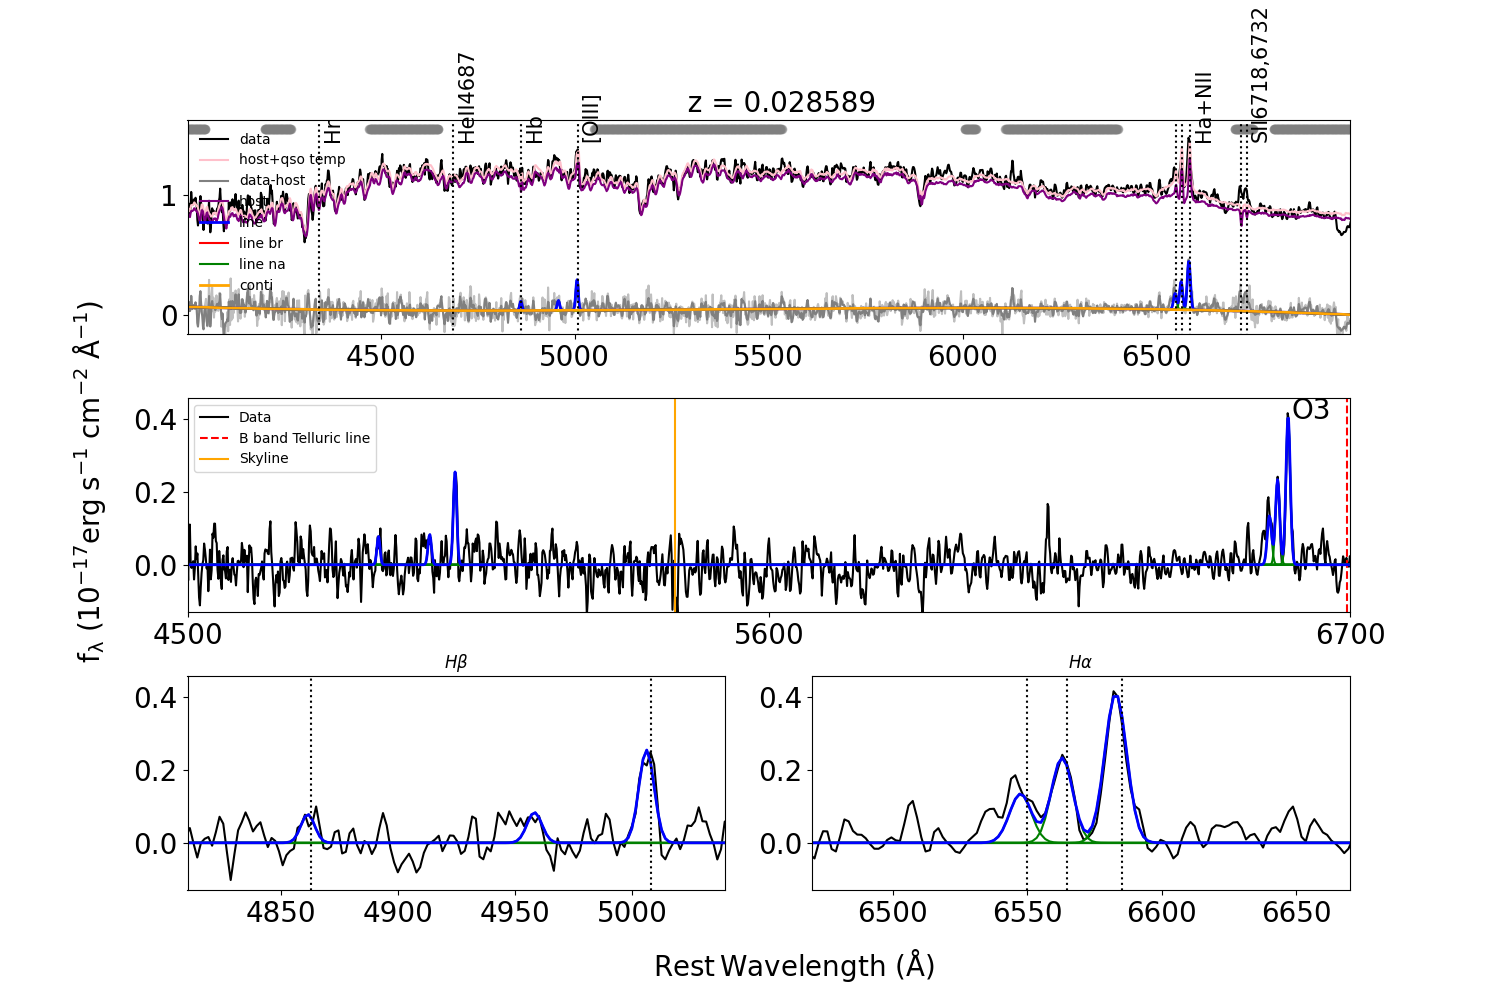 z = 0.028589
Hr
HeII4687
Hb
[OIII]
Ha+NII
SII6718,6732
data
host+qso temp
data-host
host
line
line br
line na
conti
1
0
4500
5000
5500
6000
6500
Data
B band Telluric line
Skyline
O3
0.4
0.2
0.0
4500
5600
6700
fλ (10⁻¹⁷erg s⁻¹ cm⁻² Å⁻¹)
Hβ
0.4
0.2
0.0
4850
4900
4950
5000
Hα
0.4
0.2
0.0
6500
6550
6600
6650
Rest Wavelength (Å)